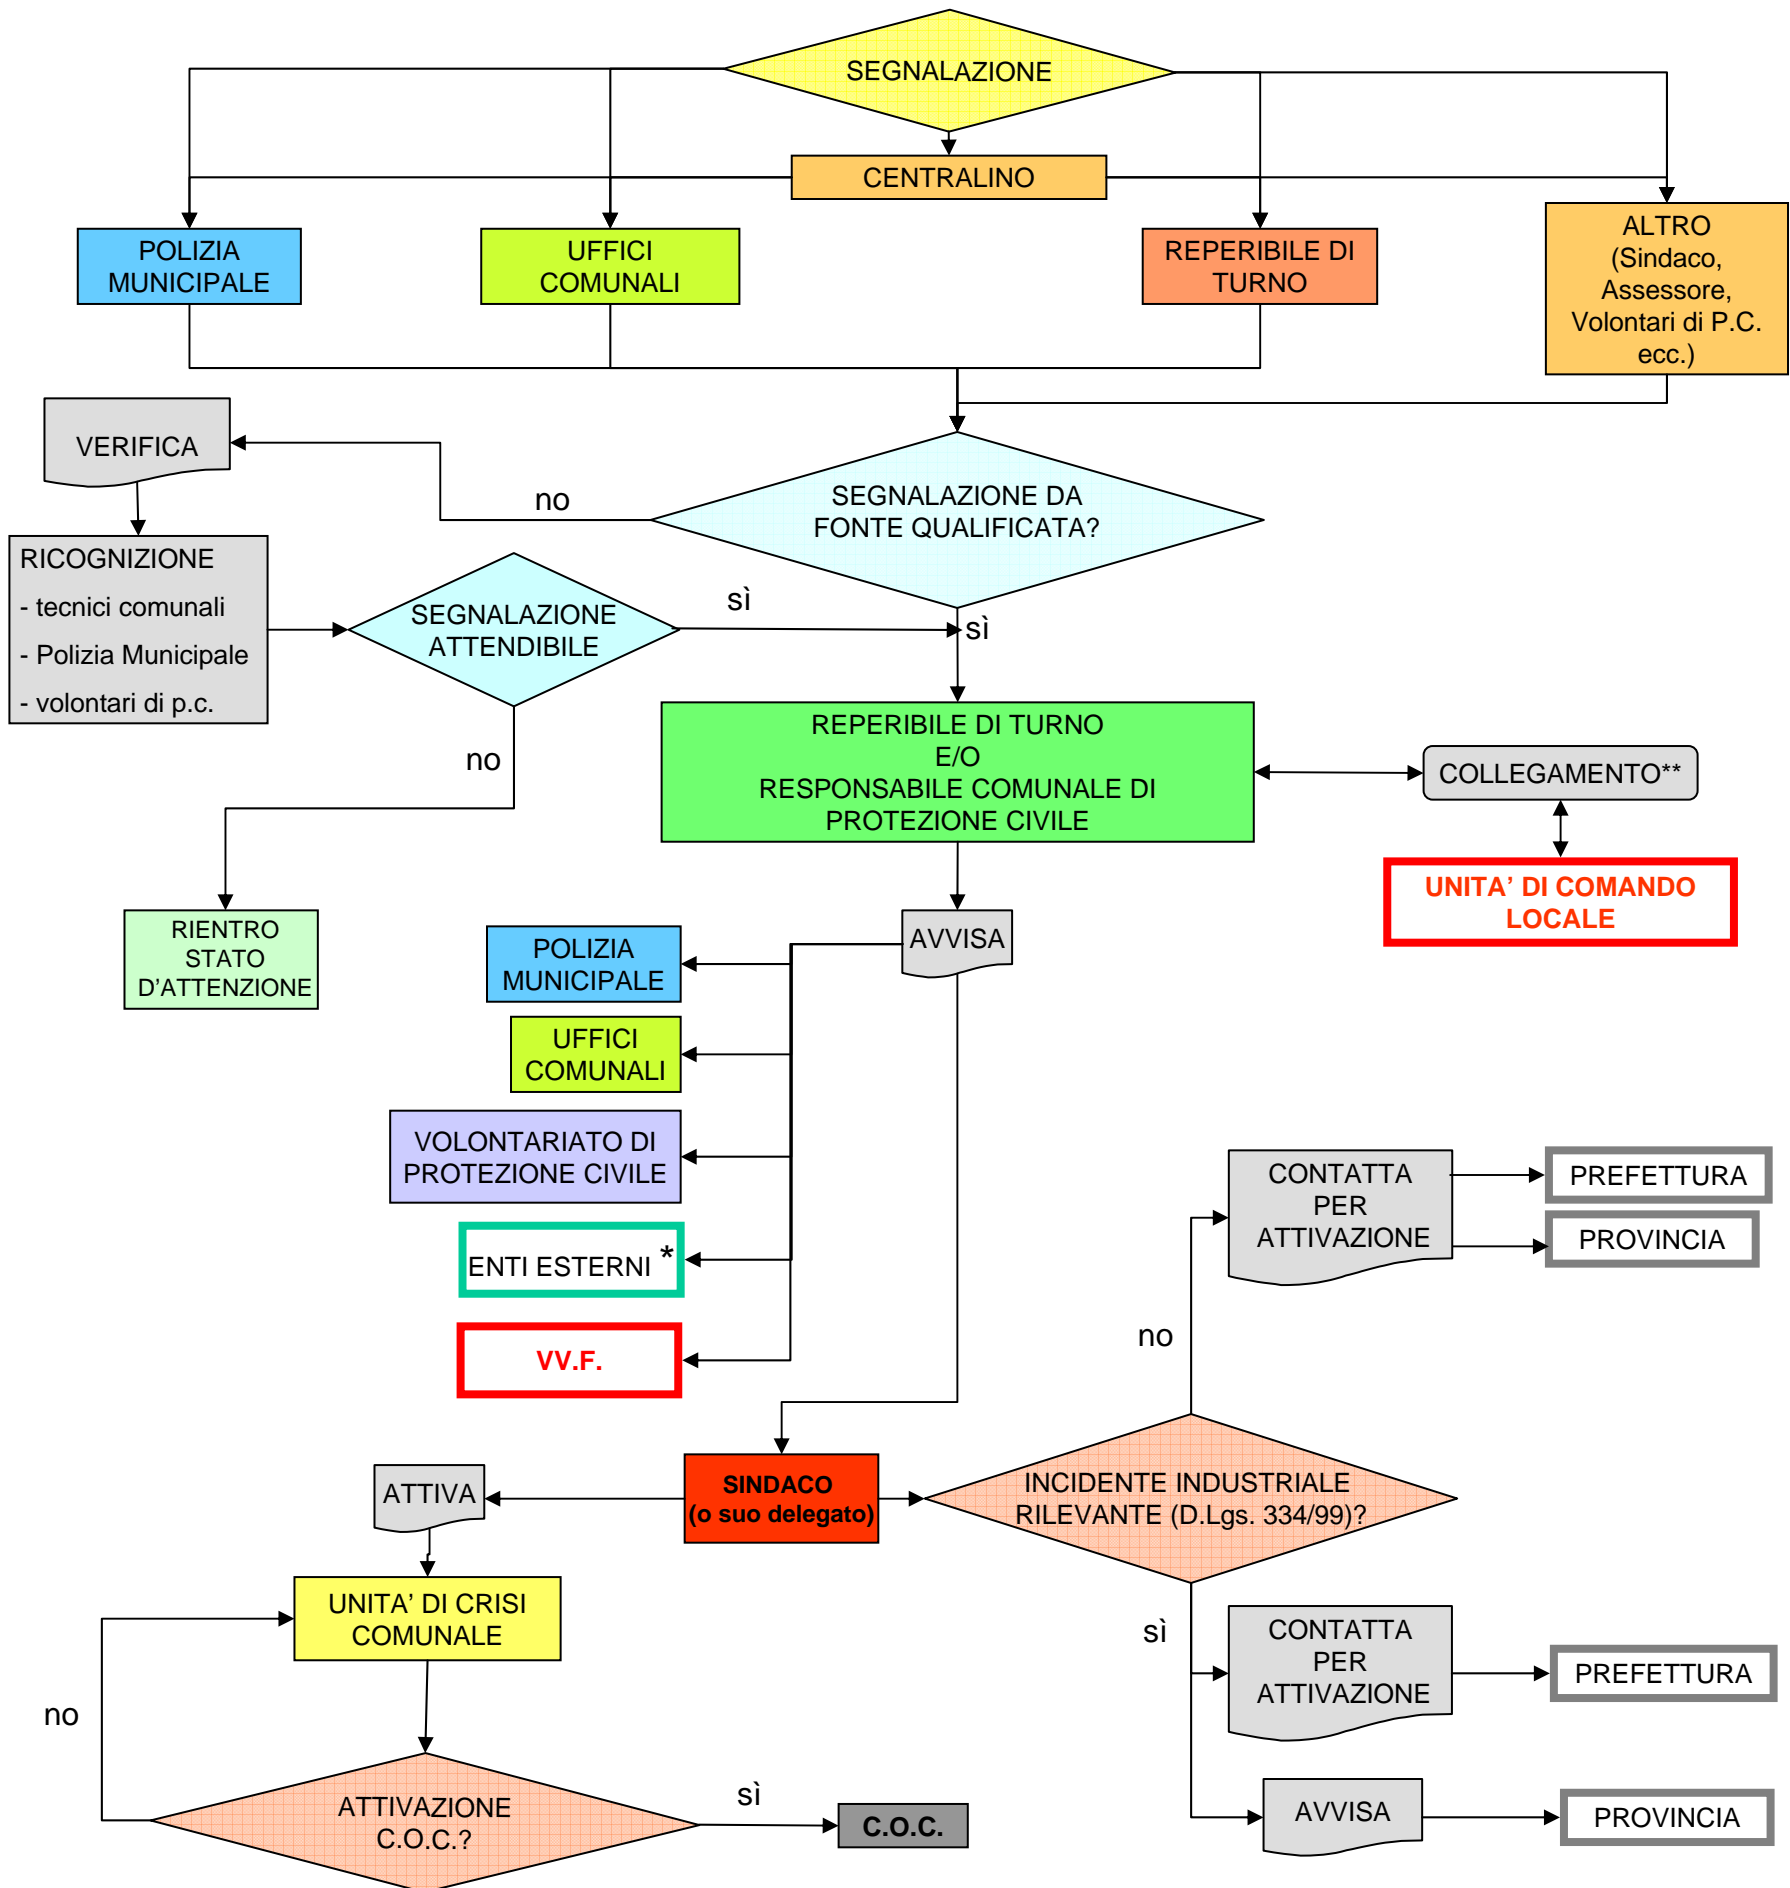 SEGNALAZIONE
CENTRALINO
POLIZIA
MUNICIPALE
UFFICI
COMUNALI
REPERIBILE DI
TURNO
ALTRO
(Sindaco,
Assessore,
Volontari di P.C.
ecc.)
VERIFICA
no
SEGNALAZIONE DA
FONTE QUALIFICATA?
RICOGNIZIONE
- tecnici comunali
- Polizia Municipale
- volontari di p.c.
SEGNALAZIONE
ATTENDIBILE
sì
sì
no
REPERIBILE DI TURNO
E/O
RESPONSABILE COMUNALE DI
PROTEZIONE CIVILE
COLLEGAMENTO**
UNITA’ DI COMANDO
LOCALE
RIENTRO
STATO
D’ATTENZIONE
AVVISA
POLIZIA
MUNICIPALE
UFFICI
COMUNALI
VOLONTARIATO DI
PROTEZIONE CIVILE
ENTI ESTERNI *
VV.F.
CONTATTA
PER
ATTIVAZIONE
PREFETTURA
PROVINCIA
no
SINDACO
(o suo delegato)
INCIDENTE INDUSTRIALE
RILEVANTE (D.Lgs. 334/99)?
ATTIVA
UNITA’ DI CRISI
COMUNALE
sì
CONTATTA
PER
ATTIVAZIONE
PREFETTURA
no
ATTIVAZIONE
C.O.C.?
sì
C.O.C.
AVVISA
PROVINCIA